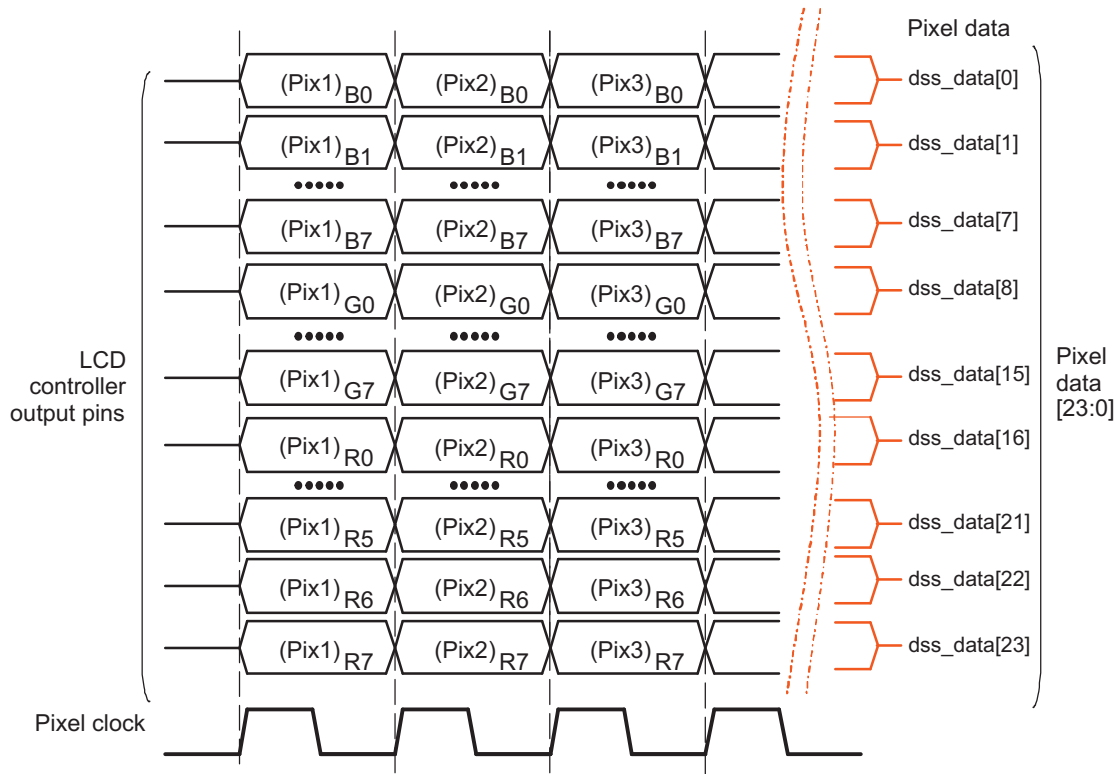 Pixel data
(Pix1)B0 (Pix2)B0 (Pix3)B0 dss_data[0]
(Pix1)B1 (Pix2)B1 (Pix3)B1 dss_data[1]
(Pix1)B7 (Pix2)B7 (Pix3)B7 dss_data[7]
(Pix1)G0 (Pix2)G0 (Pix3)G0 dss_data[8]
LCD
controller
output pins
(Pix1)G7 (Pix2)G7 (Pix3)G7 dss_data[15]
Pixel
data
[23:0]
(Pix1)R0 (Pix2)R0 (Pix3)R0 dss_data[16]
(Pix1)R5 (Pix2)R5 (Pix3)R5 dss_data[21]
(Pix1)R6 (Pix2)R6 (Pix3)R6 dss_data[22]
(Pix1)R7 (Pix2)R7 (Pix3)R7 dss_data[23]
Pixel clock